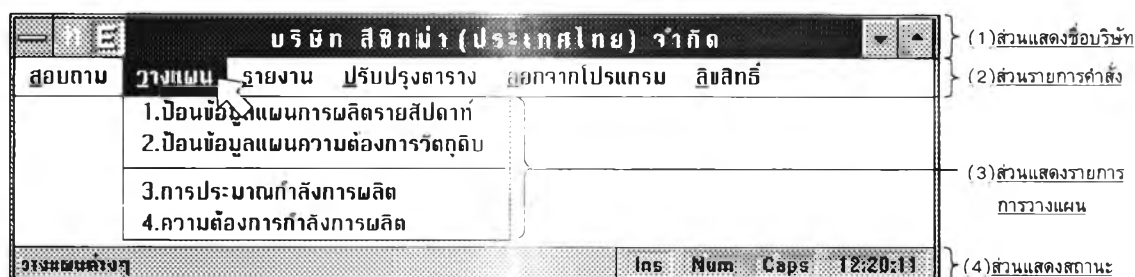 บริษัท สีซิกม่า (ประเทศไทย) จำกัด
(1)ส่วนแสดงชื่อบริษัท
สอบถาม วางแผน รายงาน ปรับปรุงตาราง ออกจากโปรแกรม ลิขสิทธิ์
(2)ส่วนรายการคำสั่ง
1.ป้อนข้อมูลแผนการผลิตรายสัปดาห์
2.ป้อนข้อมูลแผนความต้องการวัตถุดิบ
3.การประมาณกำลังการผลิต
4.ความต้องการกำลังการผลิต
(3)ส่วนแสดงรายการ
การวางแผน
วางแผนต่างๆ Ins Num Caps 12:20:11
(4)ส่วนแสดงสถานะ